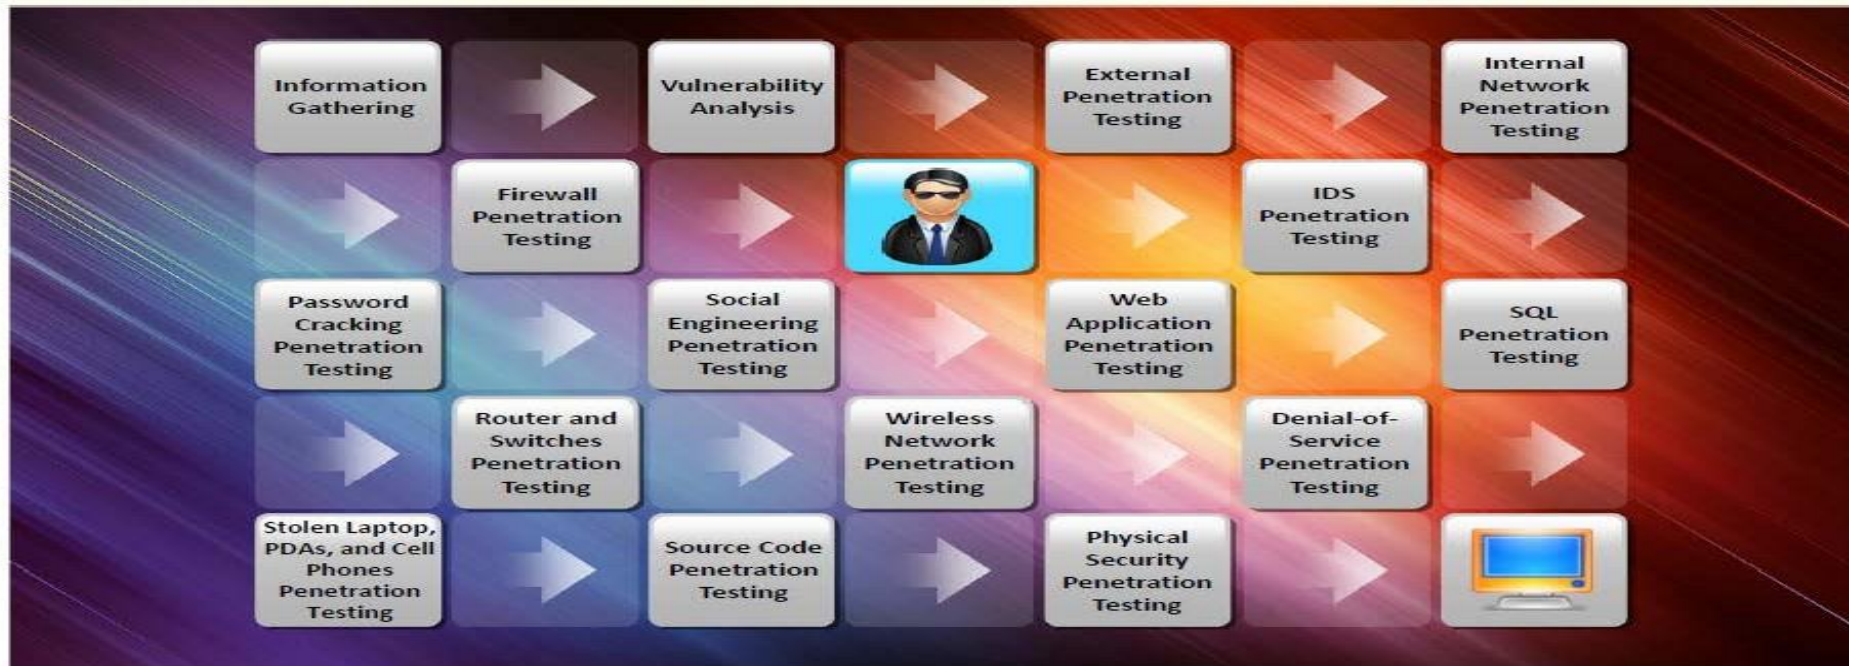 Information
Gathering
Vulnerability
Analysis
External
Penetration
Testing
Internal
Network
Penetration
Testing
Firewall
Penetration
Testing
IDS
Penetration
Testing
Password
Cracking
Penetration
Testing
Social
Engineering
Penetration
Testing
Web
Application
Penetration
Testing
SQL
Penetration
Testing
Router and
Switches
Penetration
Testing
Wireless
Network
Penetration
Testing
Denial-of-
Service
Penetration
Testing
Stolen Laptop,
PDAs, and Cell
Phones
Penetration
Testing
Source Code
Penetration
Testing
Physical
Security
Penetration
Testing